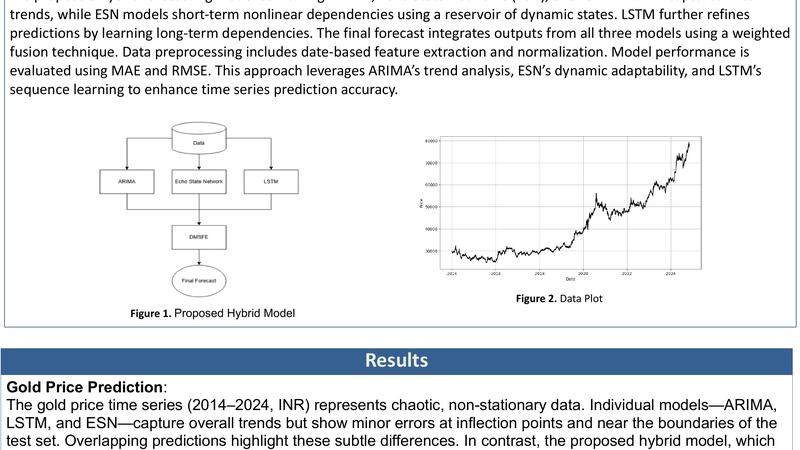 trends, while ESN models short-term nonlinear dependencies using a reservoir of dynamic states. LSTM further refines
predictions by learning long-term dependencies. The final forecast integrates outputs from all three models using a weighted
fusion technique. Data preprocessing includes date-based feature extraction and normalization. Model performance is
evaluated using MAE and RMSE. This approach leverages ARIMA’s trend analysis, ESN’s dynamic adaptability, and LSTM’s
sequence learning to enhance time series prediction accuracy.
Data
ARIMA
Echo State Network
LSTM
DMSFE
Final Forecast
Figure 1. Proposed Hybrid Model
80000
70000
60000
50000
40000
30000
Price
2014 2016 2018 2020 2022 2024
Date
Figure 2. Data Plot
Results
Gold Price Prediction:
The gold price time series (2014–2024, INR) represents chaotic, non-stationary data. Individual models—ARIMA,
LSTM, and ESN—capture overall trends but show minor errors at inflection points and near the boundaries of the
test set. Overlapping predictions highlight these subtle differences. In contrast, the proposed hybrid model, which